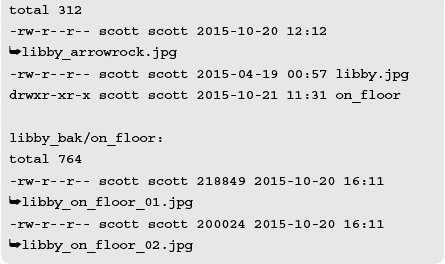 total 312
-rw-r--r-- scott scott 2015-10-20 12:12
➥libby_arrowrock.jpg
-rw-r--r-- scott scott 2015-04-19 00:57 libby.jpg
drwxr-xr-x scott scott 2015-10-21 11:31 on_floor
libby_bak/on_floor:
total 764
-rw-r--r-- scott scott 218849 2015-10-20 16:11
➥libby_on_floor_01.jpg
-rw-r--r-- scott scott 200024 2015-10-20 16:11
➥libby_on_floor_02.jpg